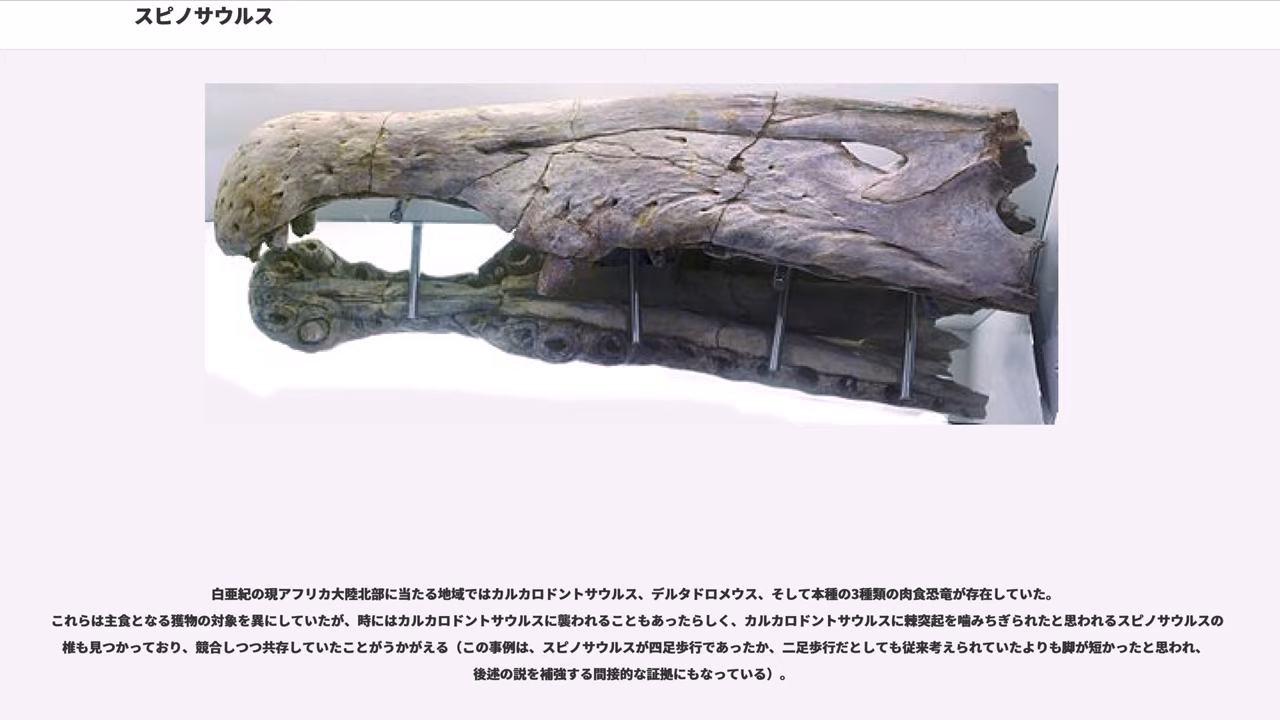 スピノサウルス
白亜紀の現アフリカ大陸北部に当たる地域ではカルカロドントサウルス、デルタドロメウス、そして本種の3種類の肉食恐竜が存在していた。
これらは主食となる獲物の対象を異にしていたが、時にはカルカロドントサウルスに襲われることもあったらしく、カルカロドントサウルスに棘突起を噛みちぎられたと思われるスピノサウルスの
椎も見つかっており、競合しつつ共存していたことがうかがえる（この事例は、スピノサウルスが四足歩行であったか、二足歩行だとしても従来考えられていたよりも脚が短かったと思われ、
後述の説を補強する間接的な証拠にもなっている）。